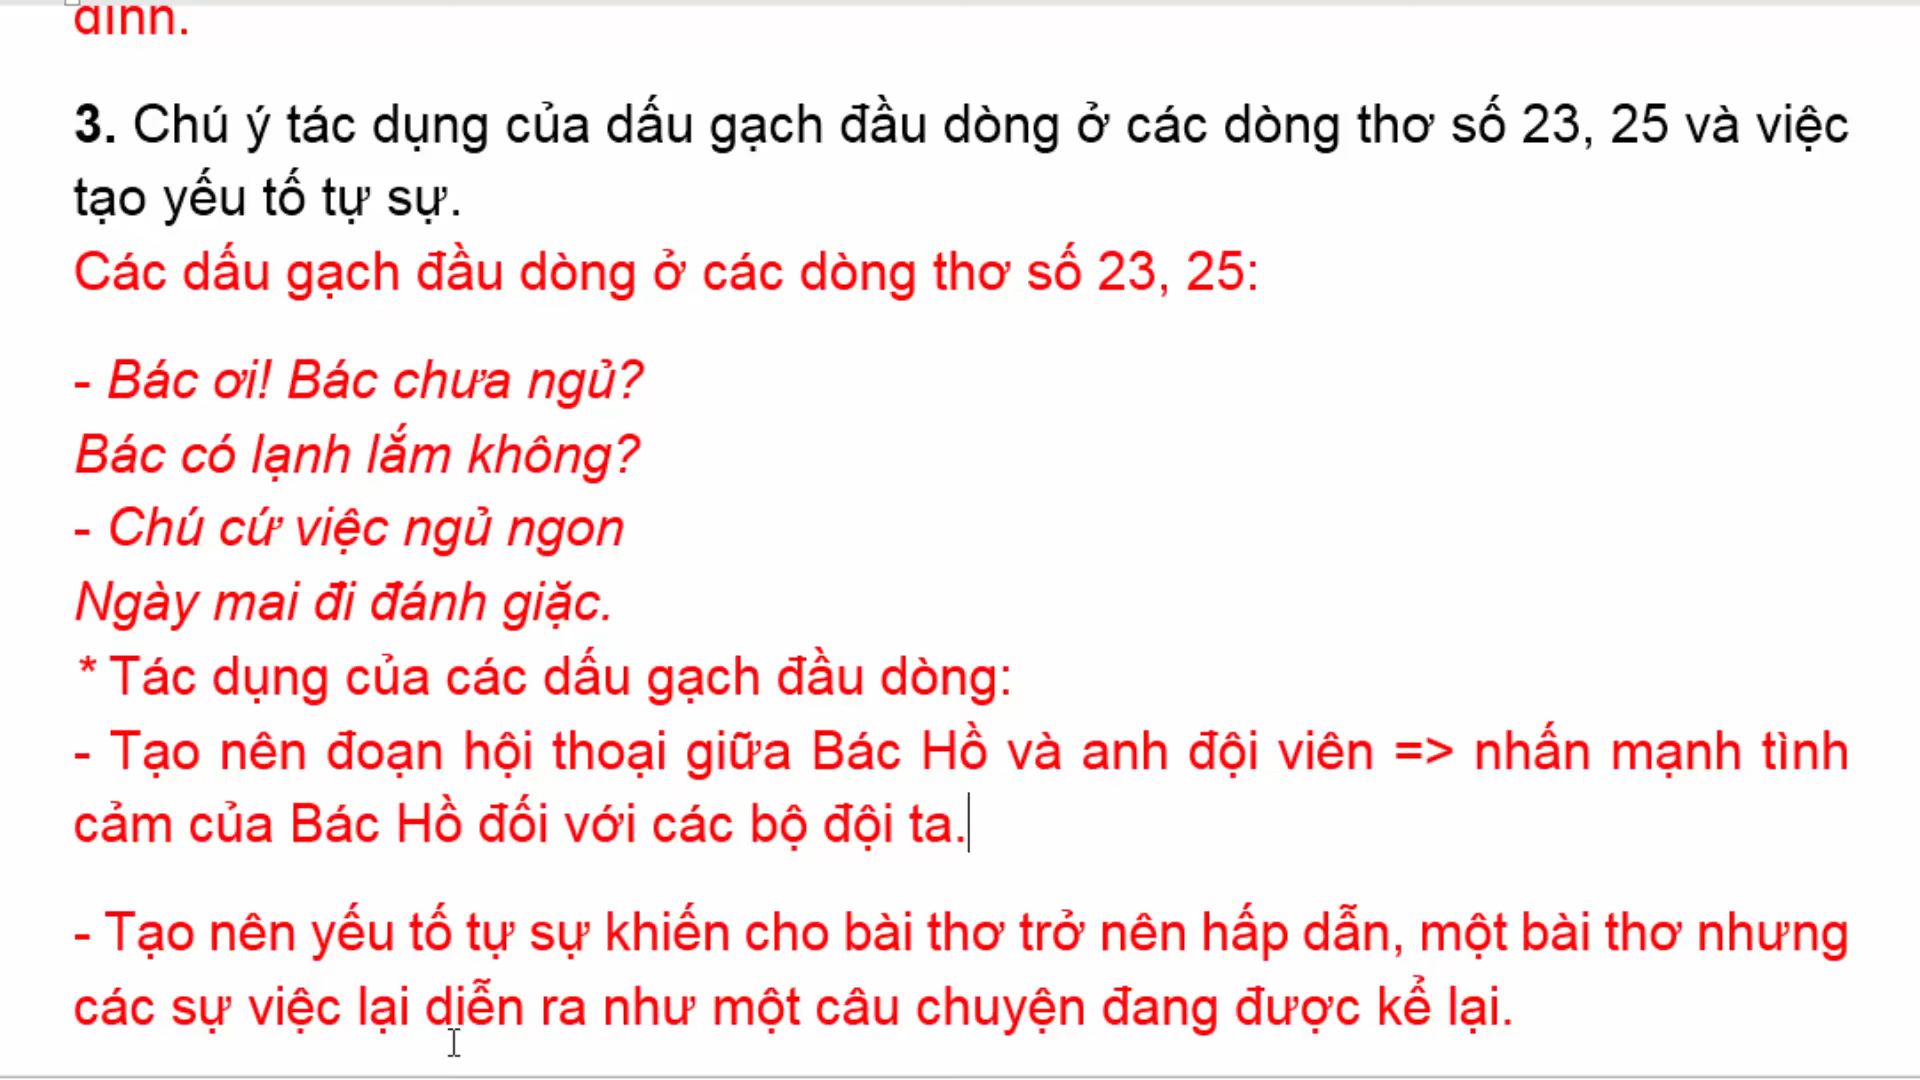 đình.
3. Chú ý tác dụng của dấu gạch đầu dòng ở các dòng thơ số 23, 25 và việc
tạo yếu tố tự sự.
Các dấu gạch đầu dòng ở các dòng thơ số 23, 25:
- Bác ơi! Bác chưa ngủ?
Bác có lạnh lắm không?
- Chú cứ việc ngủ ngon
Ngày mai đi đánh giặc.
* Tác dụng của các dấu gạch đầu dòng:
- Tạo nên đoạn hội thoại giữa Bác Hồ và anh đội viên => nhấn mạnh tình
cảm của Bác Hồ đối với các bộ đội ta.
- Tạo nên yếu tố tự sự khiến cho bài thơ trở nên hấp dẫn, một bài thơ nhưng
các sự việc lại diễn ra như một câu chuyện đang được kể lại.